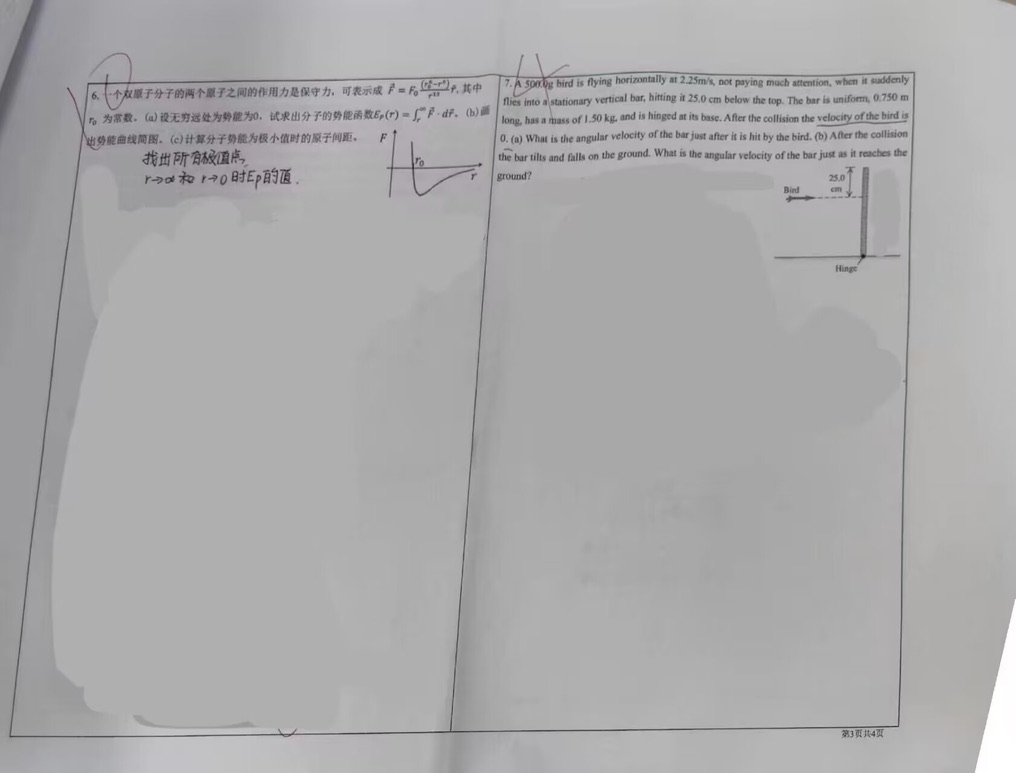 6. 一个双原子分子的两个原子之间的作用力是保守力，可表示成 F⃗ = F₀ (r₀⁶−r⁶)/r¹³ r̂, 其中
r₀ 为常数。(a)设无穷远处为势能为0，试求出分子的势能函数Eₚ(r) = ∫ᵣ^∞ F⃗ · dr⃗。(b)画
出势能曲线简图。(c)计算分子势能为极小值时的原子间距。
找出所有极值点,
r→∞ 和 r→0 时Eₚ的值.
F
r₀
r
7. A 500.0g bird is flying horizontally at 2.25m/s, not paying much attention, when it suddenly
flies into a stationary vertical bar, hitting it 25.0 cm below the top. The bar is uniform, 0.750 m
long, has a mass of 1.50 kg, and is hinged at its base. After the collision the velocity of the bird is
0. (a) What is the angular velocity of the bar just after it is hit by the bird. (b) After the collision
the bar tilts and falls on the ground. What is the angular velocity of the bar just as it reaches the
ground?
25.0
cm
Bird
Hinge
第3页共4页